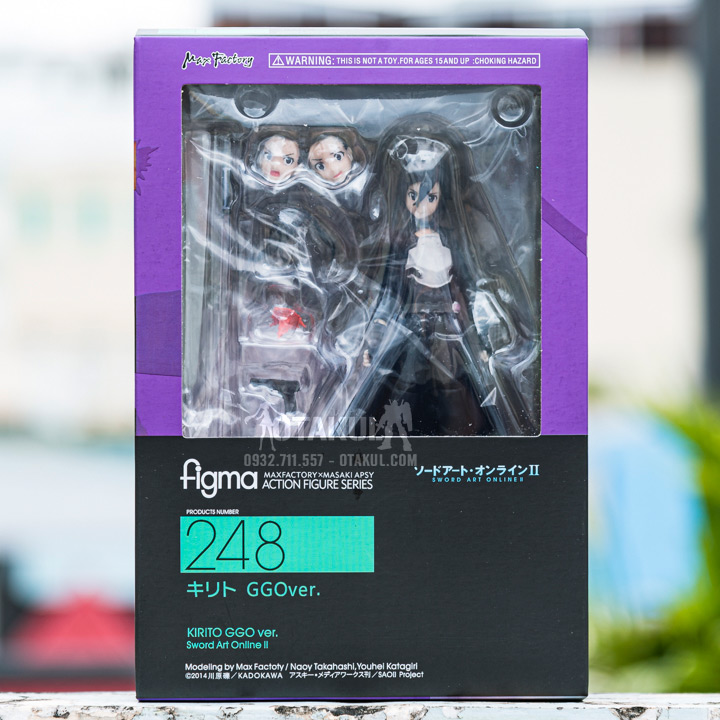 Max Factory
⚠WARNING: THIS IS NOT A TOY.FOR AGES 15AND UP :CHOKING HAZARD
OTAKUL
0932.711.557 - OTAKUL.COM
figma MAXFACTORY×MASAKI APSY
ACTION FIGURE SERIES
ソードアート・オンラインⅡ
SWORD ART ONLINE Ⅱ
PRODUCTS NUMBER
248
キリト GGOver.
KIRITO GGO ver.
Sword Art Online Ⅱ
Modeling by Max Factoty / Naoy Takahashi,Youhei Katagiri
©2014川原 礫／KADOKAWA アスキー・メディアワークス刊／SAOⅡ Project